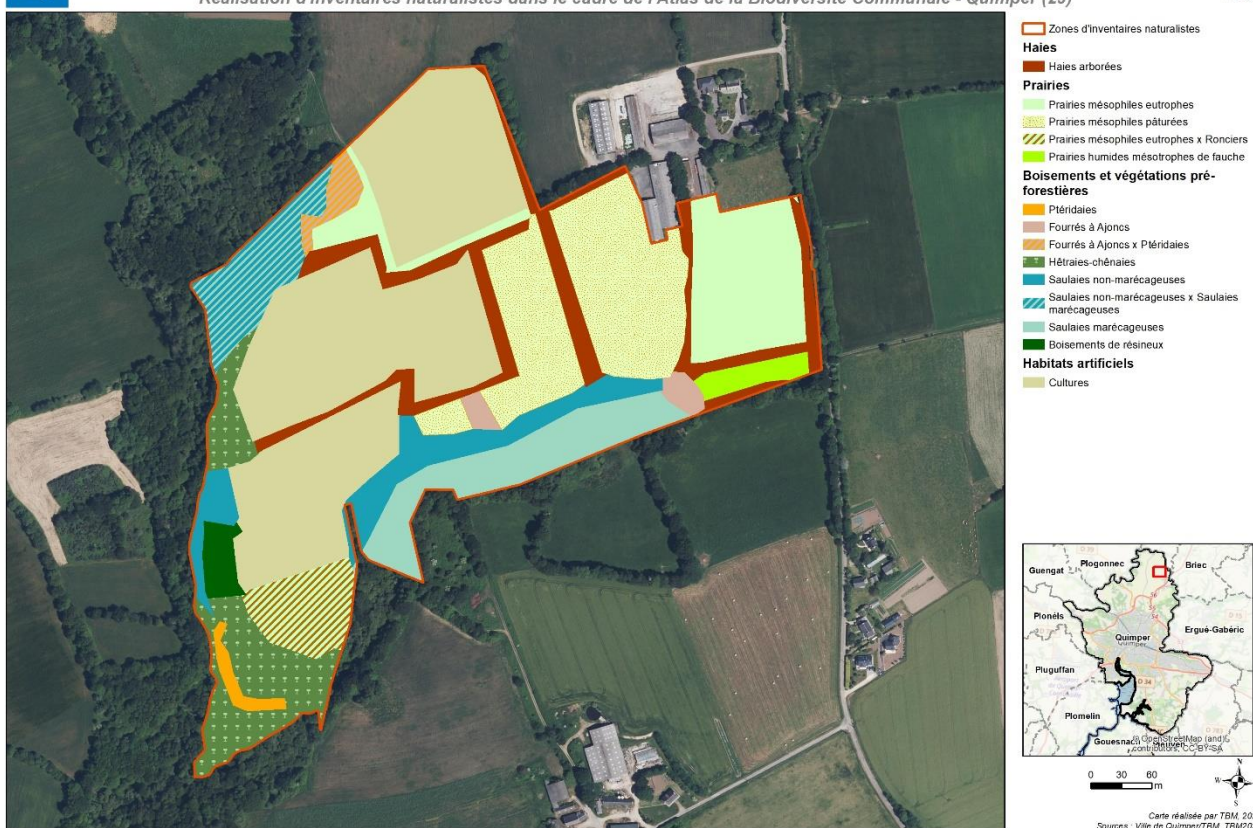 Réalisation d'inventaires naturalistes dans le cadre de l'Atlas de la Biodiversité Communale - Quimper (29)
Zones d'inventaires naturalistes
Haies
Haies arborées
Prairies
Prairies mésophiles eutrophes
Prairies mésophiles pâturées
Prairies mésophiles eutrophes x Ronciers
Prairies humides mésotrophes de fauche
Boisements et végétations pré-
forestières
Ptéridaies
Fourrés à Ajoncs
Fourrés à Ajoncs x Ptéridaies
Hêtraies-chênaies
Saulaies non-marécageuses
Saulaies non-marécageuses x Saulaies
marécageuses
Saulaies marécageuses
Boisements de résineux
Habitats artificiels
Cultures
Guengat
Plogonnec
Briec
Plonéis
Quimper
Quimper
Ergué-Gabéric
Pluguffan
D 34
Plomelin
Gouesnach
© OpenStreetMap (and)
contributors, CC-BY-SA
0 30 60
m
N
W
E
S
Carte réalisée par TBM, 20
Sources : Ville de Quimper/TBM, TBM20